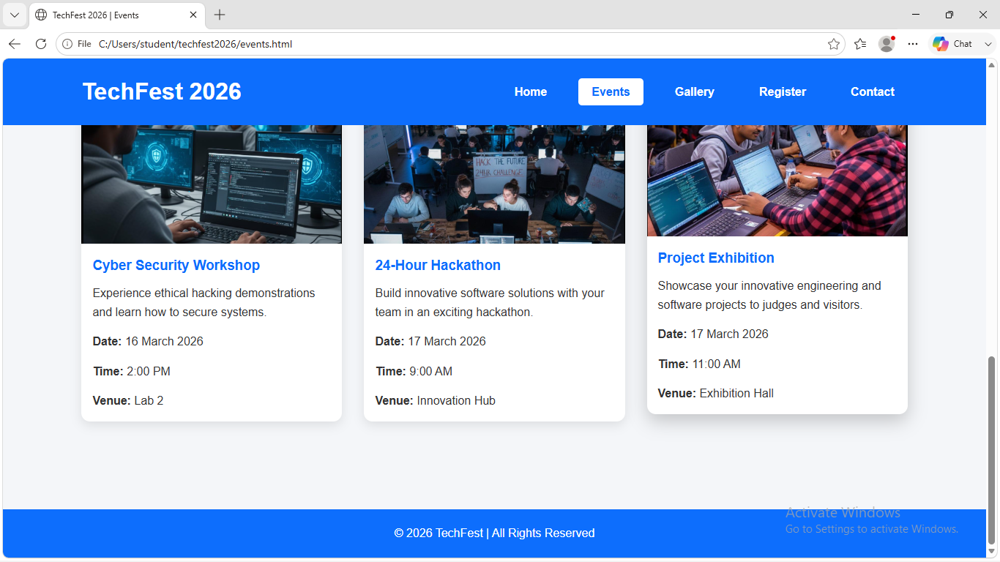 TechFest 2026 | Events
File C:/Users/student/techfest2026/events.html
Chat
TechFest 2026
Home Events Gallery Register Contact
HACK THE FUTURE
24HR CHALLENGE
Cyber Security Workshop
Experience ethical hacking demonstrations
and learn how to secure systems.
Date: 16 March 2026
Time: 2:00 PM
Venue: Lab 2
24-Hour Hackathon
Build innovative software solutions with your
team in an exciting hackathon.
Date: 17 March 2026
Time: 9:00 AM
Venue: Innovation Hub
Project Exhibition
Showcase your innovative engineering and
software projects to judges and visitors.
Date: 17 March 2026
Time: 11:00 AM
Venue: Exhibition Hall
Activate Windows
Go to Settings to activate Windows.
© 2026 TechFest | All Rights Reserved